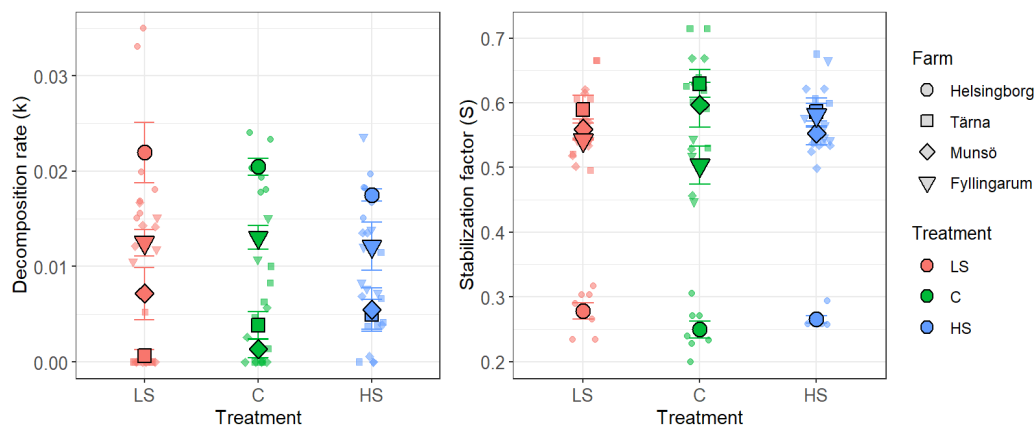 Decomposition rate (k)
0.03
0.02
0.01
0.00
LS
C
HS
Treatment
Stabilization factor (S)
0.7
0.6
0.5
0.4
0.3
0.2
LS
C
HS
Treatment
Farm
Helsingborg
Tärna
Munsö
Fyllingarum
Treatment
LS
C
HS